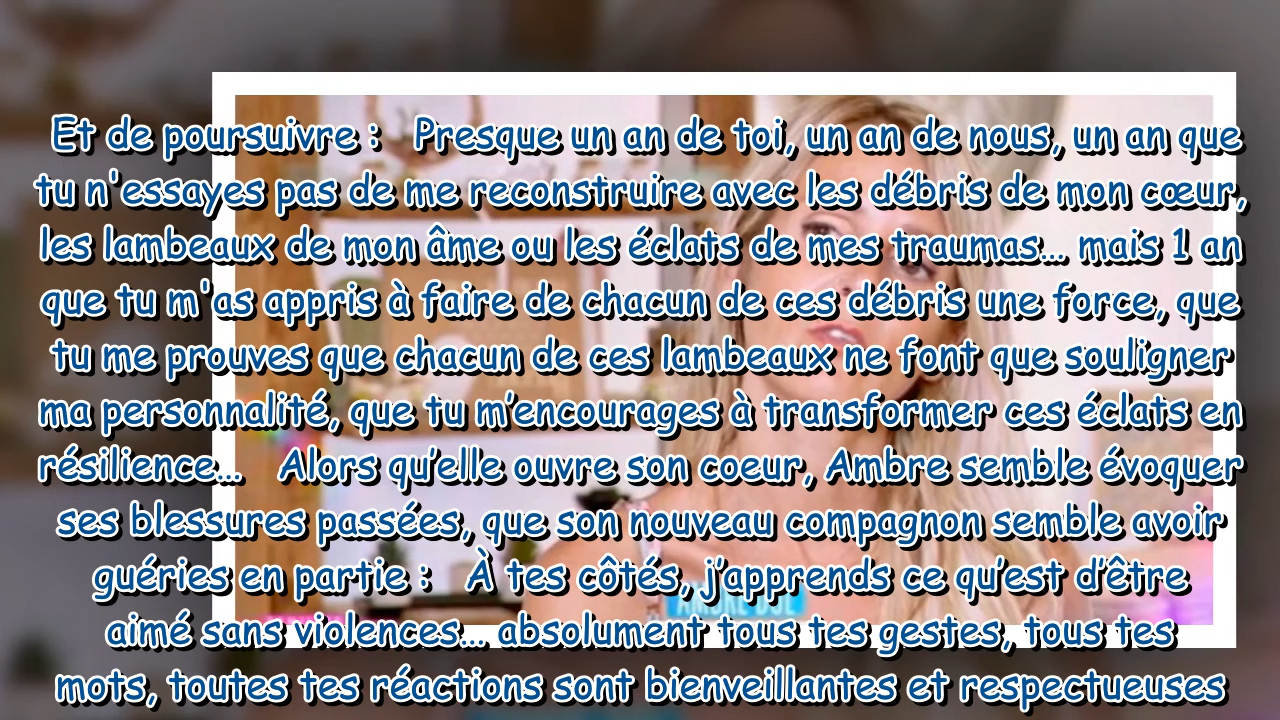 Et de poursuivre : Presque un an de toi, un an de nous, un an que
tu n'essayes pas de me reconstruire avec les débris de mon cœur,
les lambeaux de mon âme ou les éclats de mes traumas... mais 1 an
que tu m'as appris à faire de chacun de ces débris une force, que
tu me prouves que chacun de ces lambeaux ne font que souligner
ma personnalité, que tu m’encourages à transformer ces éclats en
résilience... Alors qu’elle ouvre son coeur, Ambre semble évoquer
ses blessures passées, que son nouveau compagnon semble avoir
guéries en partie : À tes côtés, j’apprends ce qu’est d’être
aimé sans violences... absolument tous tes gestes, tous tes
mots, toutes tes réactions sont bienveillantes et respectueuses